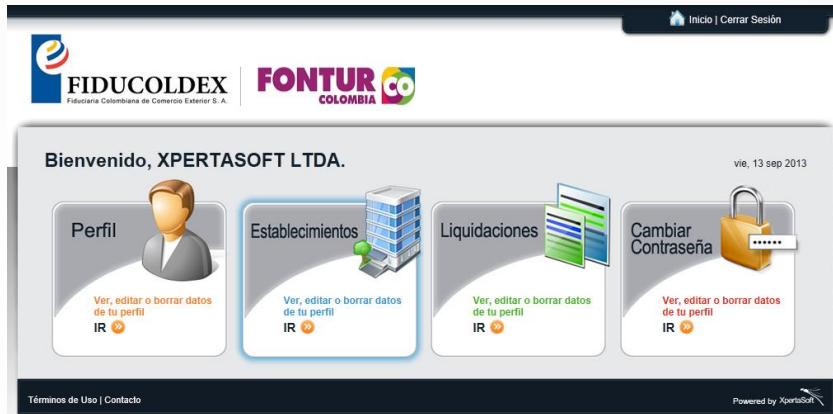 Inicio | Cerrar Sesión
FIDUCOLDEX
Fiduciaria Colombiana de Comercio Exterior S. A.
FONTUR CO
COLOMBIA
Bienvenido, XPERTASOFT LTDA.
vie, 13 sep 2013
Perfil
Ver, editar o borrar datos
de tu perfil
IR
Establecimientos
Ver, editar o borrar datos
de tu perfil
IR
Liquidaciones
Ver, editar o borrar datos
de tu perfil
IR
Cambiar
Contraseña
Ver, editar o borrar datos
de tu perfil
IR
Términos de Uso | Contacto
Powered by XpertaSoft